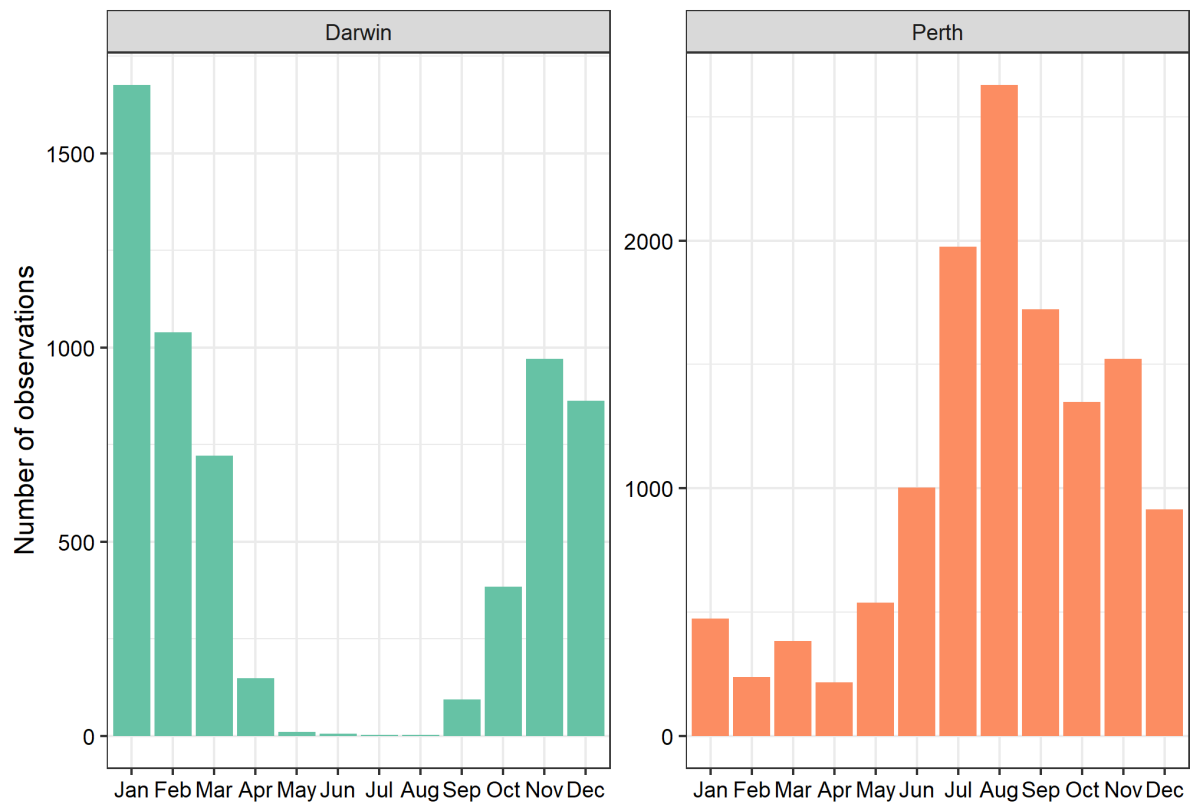 Darwin
Perth
Number of observations
1500
1000
500
0
2000
1000
0
Jan Feb Mar Apr May Jun Jul Aug Sep Oct Nov Dec
Jan Feb Mar Apr May Jun Jul Aug Sep Oct Nov Dec